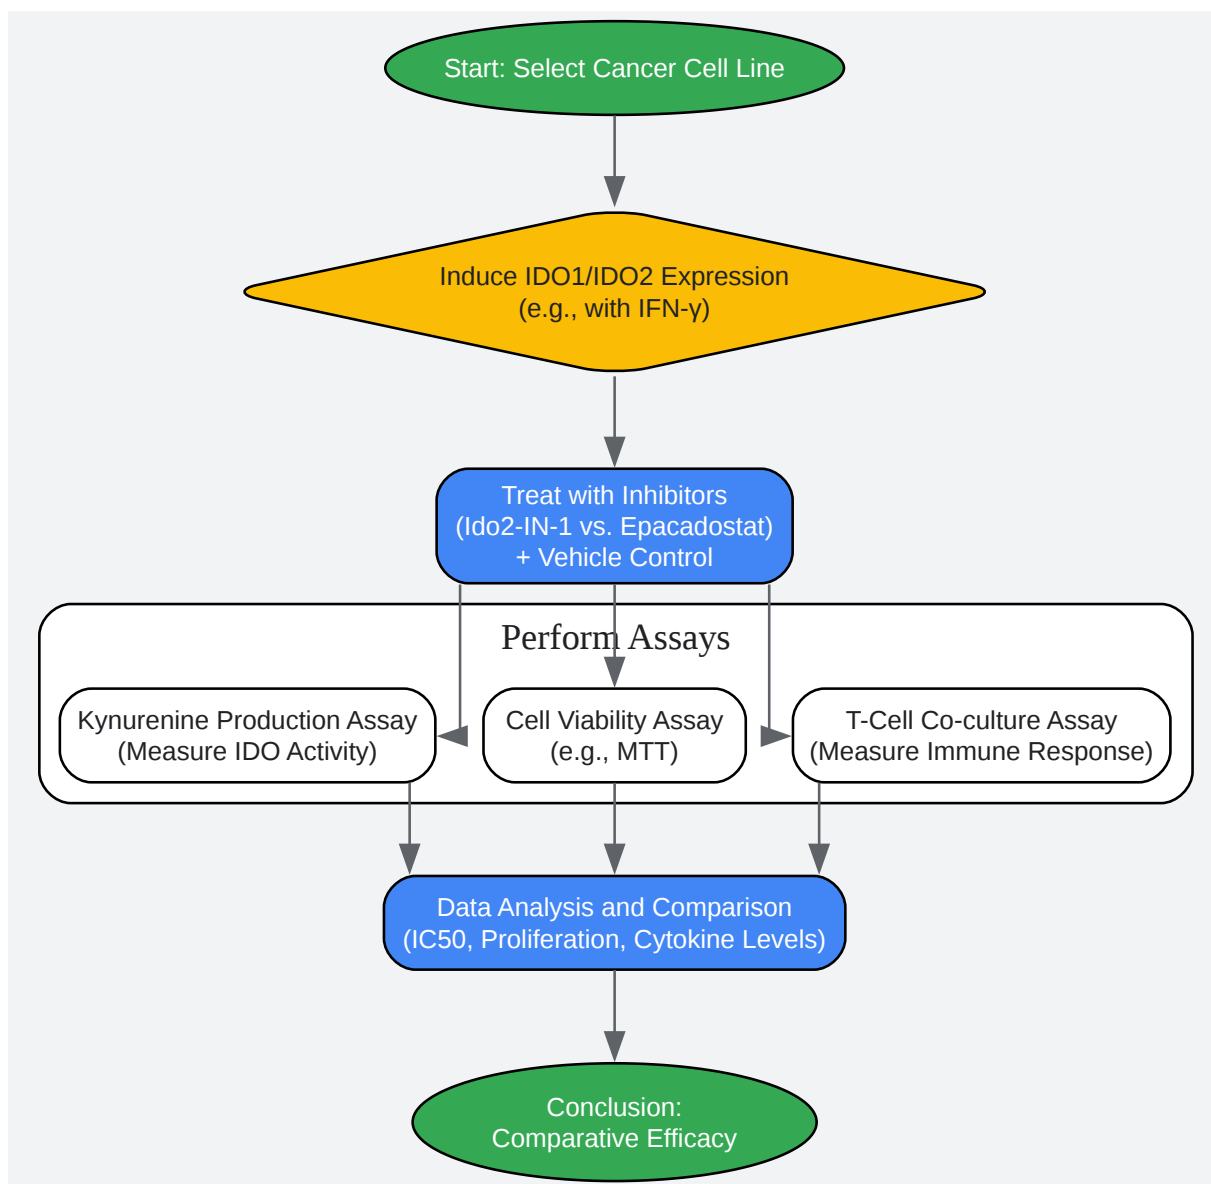 Start: Select Cancer Cell Line
Induce IDO1/IDO2 Expression
(e.g., with IFN-γ)
Treat with Inhibitors
(Ido2-IN-1 vs. Epacadostat)
+ Vehicle Control
Perform Assays
Kynurenine Production Assay
(Measure IDO Activity)
Cell Viability Assay
(e.g., MTT)
T-Cell Co-culture Assay
(Measure Immune Response)
Data Analysis and Comparison
(IC50, Proliferation, Cytokine Levels)
Conclusion:
Comparative Efficacy